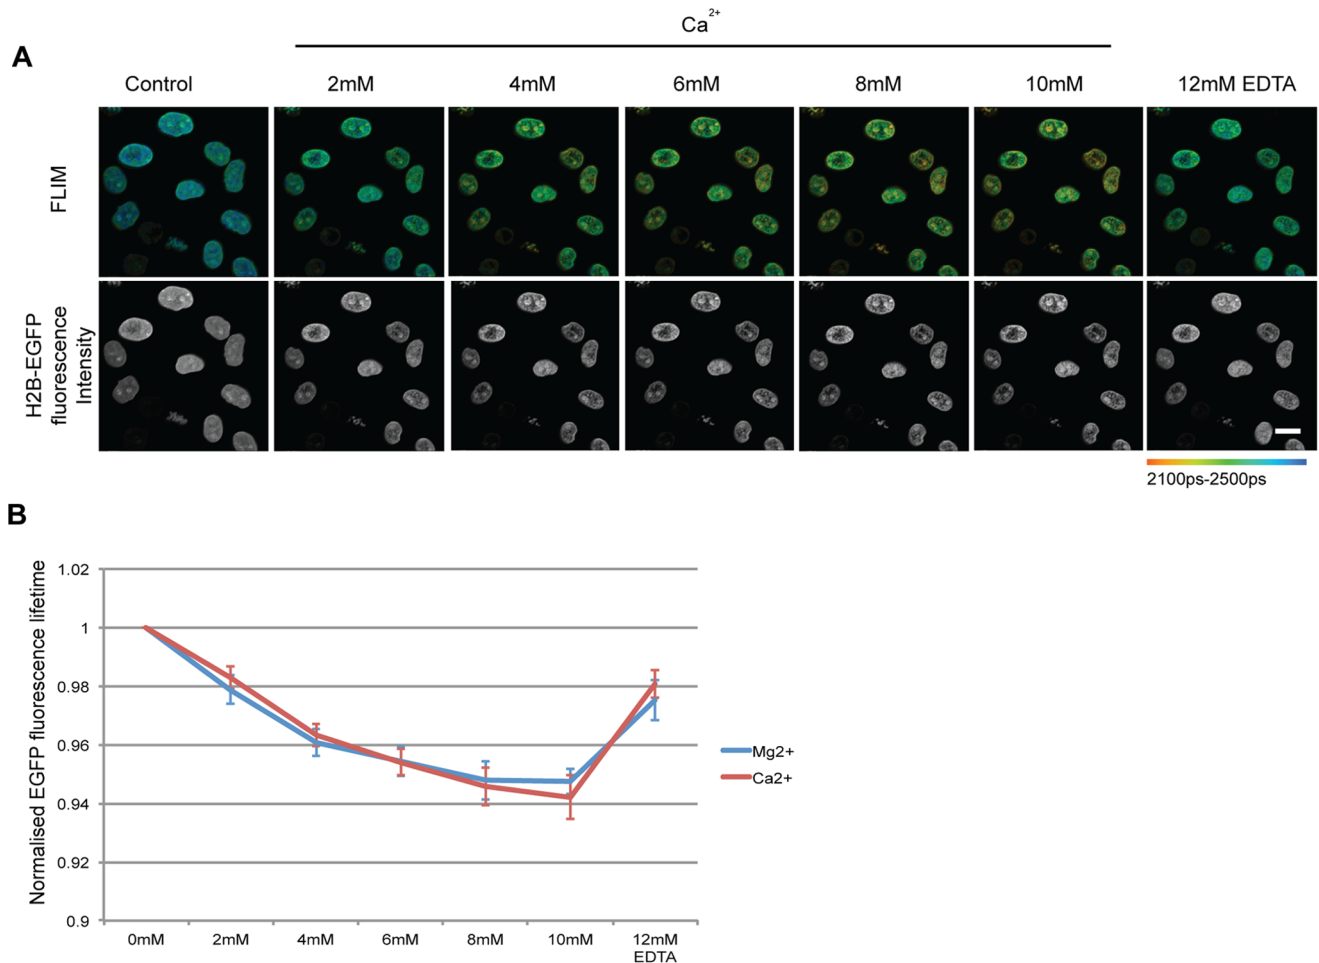 Ca2+
A
Control
2mM
4mM
6mM
8mM
10mM
12mM EDTA
FLIM
H2B-EGFP
fluorescence
Intensity
2100ps-2500ps
B
Normalised EGFP fluorescence lifetime
1.02
1
0.98
0.96
0.94
0.92
0.9
0mM
2mM
4mM
6mM
8mM
10mM
12mM
EDTA
Mg2+
Ca2+